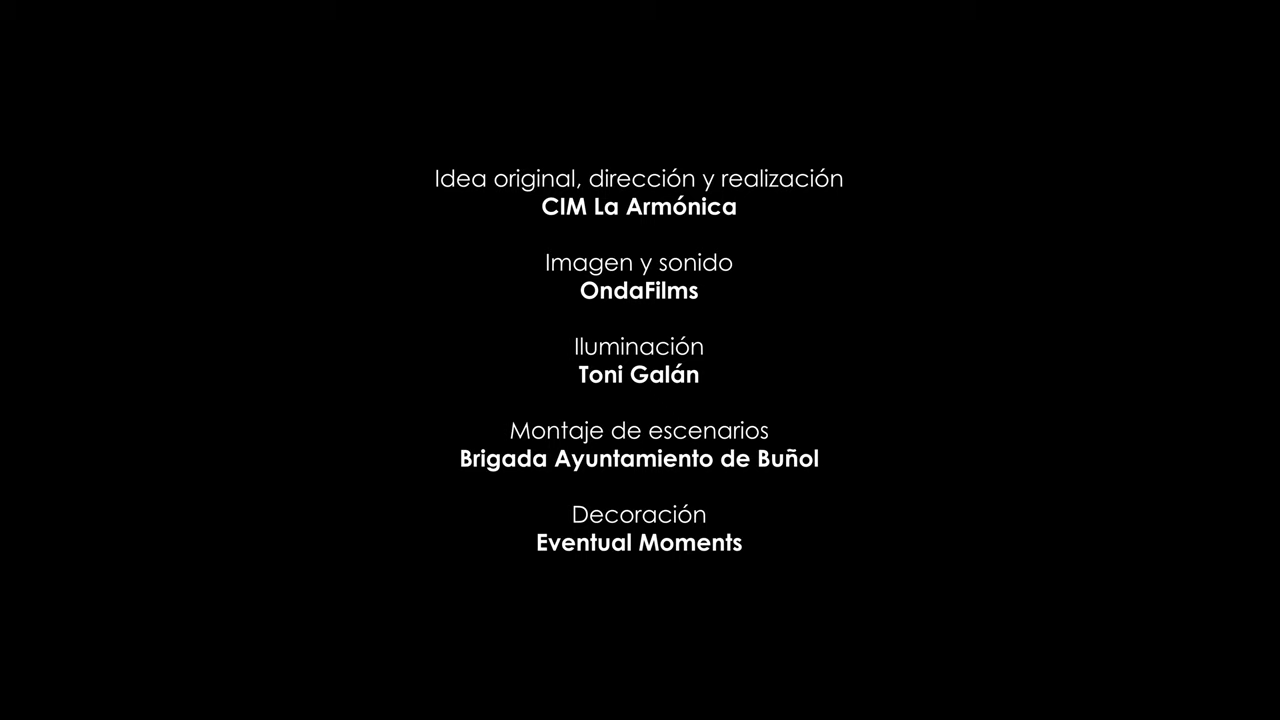 Idea original, dirección y realización
CIM La Armónica
Imagen y sonido
OndaFilms
Iluminación
Toni Galán
Montaje de escenarios
Brigada Ayuntamiento de Buñol
Decoración
Eventual Moments